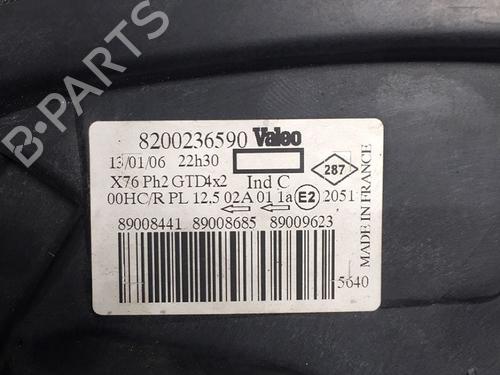 8200236590 Valeo
13/01/06 22h30
287
X76 Ph2 GTD4x2 Ind C
00HC/R PL 12.5 02A 01 1a E2 2051
89008441 89008685 89009623
5640
MADE IN FRANCE
B-PARTS